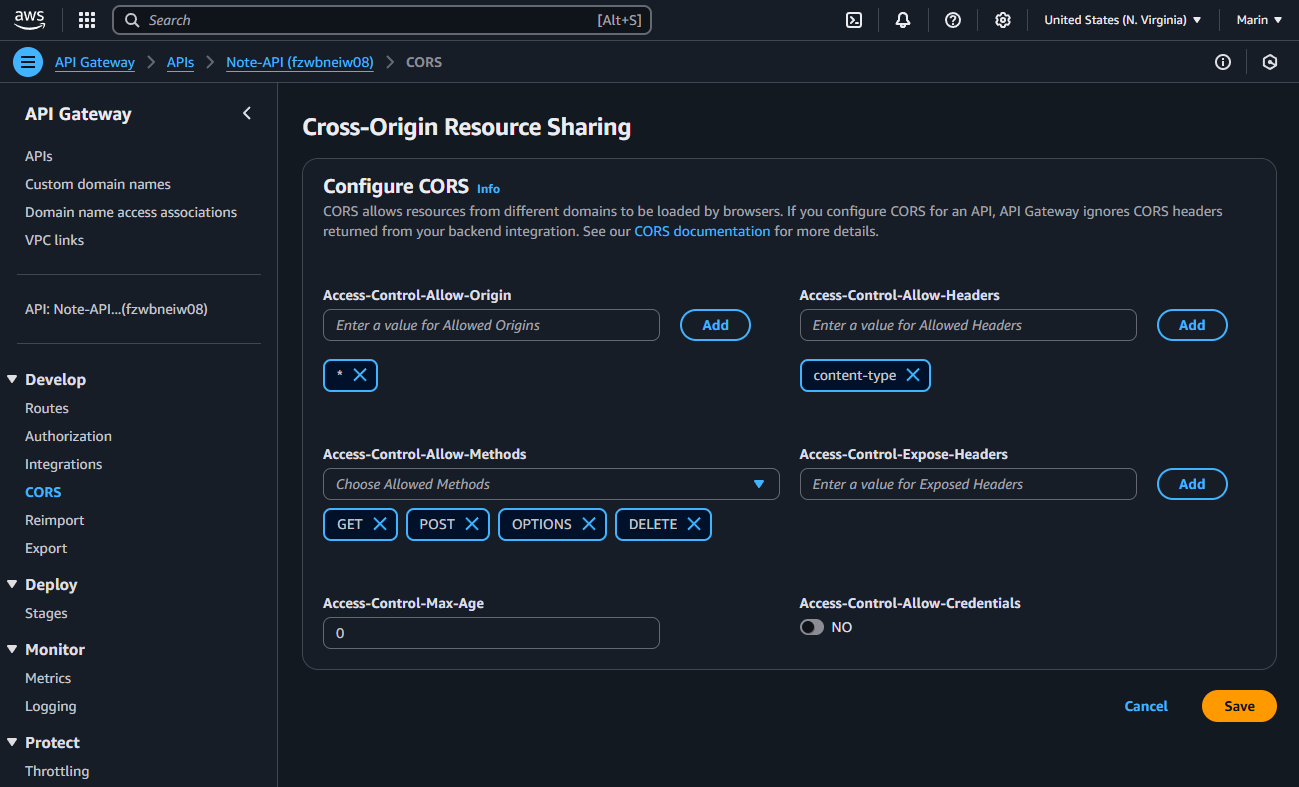 aws
Search [Alt+S]
United States (N. Virginia)
Marin
API Gateway
APIs
Note-API (fzwbneiw08)
CORS
API Gateway
APIs
Custom domain names
Domain name access associations
VPC links
API: Note-API...(fzwbneiw08)
Develop
Routes
Authorization
Integrations
CORS
Reimport
Export
Deploy
Stages
Monitor
Metrics
Logging
Protect
Throttling
Cross-Origin Resource Sharing
Configure CORS Info
CORS allows resources from different domains to be loaded by browsers. If you configure CORS for an API, API Gateway ignores CORS headers
returned from your backend integration. See our CORS documentation for more details.
Access-Control-Allow-Origin
Enter a value for Allowed Origins
Add
*
Access-Control-Allow-Headers
Enter a value for Allowed Headers
Add
content-type
Access-Control-Allow-Methods
Choose Allowed Methods
GET
POST
OPTIONS
DELETE
Access-Control-Expose-Headers
Enter a value for Exposed Headers
Add
Access-Control-Max-Age
0
Access-Control-Allow-Credentials
NO
Cancel
Save